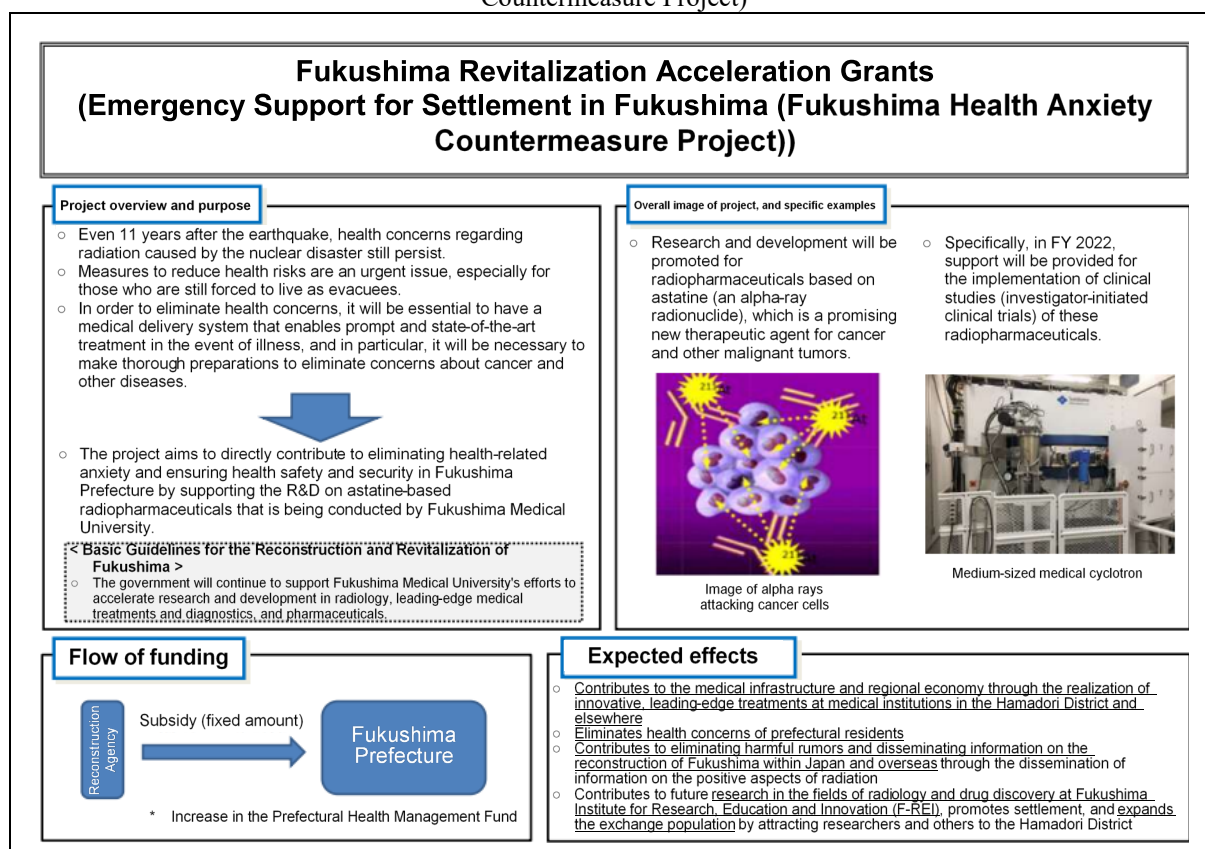 Countermeasure Project)
Fukushima Revitalization Acceleration Grants
(Emergency Support for Settlement in Fukushima (Fukushima Health Anxiety
Countermeasure Project))
Project overview and purpose
○ Even 11 years after the earthquake, health concerns regarding
radiation caused by the nuclear disaster still persist.
○ Measures to reduce health risks are an urgent issue, especially for
those who are still forced to live as evacuees.
○ In order to eliminate health concerns, it will be essential to have a
medical delivery system that enables prompt and state-of-the-art
treatment in the event of illness, and in particular, it will be necessary to
make thorough preparations to eliminate concerns about cancer and
other diseases.
○ The project aims to directly contribute to eliminating health-related
anxiety and ensuring health safety and security in Fukushima
Prefecture by supporting the R&D on astatine-based
radiopharmaceuticals that is being conducted by Fukushima Medical
University.
< Basic Guidelines for the Reconstruction and Revitalization of
Fukushima >
○ The government will continue to support Fukushima Medical University's efforts to
accelerate research and development in radiology, leading-edge medical
treatments and diagnostics, and pharmaceuticals.
Overall image of project, and specific examples
○ Research and development will be
promoted for
radiopharmaceuticals based on
astatine (an alpha-ray
radionuclide), which is a promising
new therapeutic agent for cancer
and other malignant tumors.
211At
211At
211At
Image of alpha rays
attacking cancer cells
○ Specifically, in FY 2022,
support will be provided for
the implementation of clinical
studies (investigator-initiated
clinical trials) of these
radiopharmaceuticals.
Medium-sized medical cyclotron
Flow of funding
Reconstruction
Agency
Subsidy (fixed amount)
Fukushima
Prefecture
* Increase in the Prefectural Health Management Fund
Expected effects
○ Contributes to the medical infrastructure and regional economy through the realization of
innovative, leading-edge treatments at medical institutions in the Hamadori District and
elsewhere
○ Eliminates health concerns of prefectural residents
○ Contributes to eliminating harmful rumors and disseminating information on the
reconstruction of Fukushima within Japan and overseas through the dissemination of
information on the positive aspects of radiation
○ Contributes to future research in the fields of radiology and drug discovery at Fukushima
Institute for Research, Education and Innovation (F-REI), promotes settlement, and expands
the exchange population by attracting researchers and others to the Hamadori District